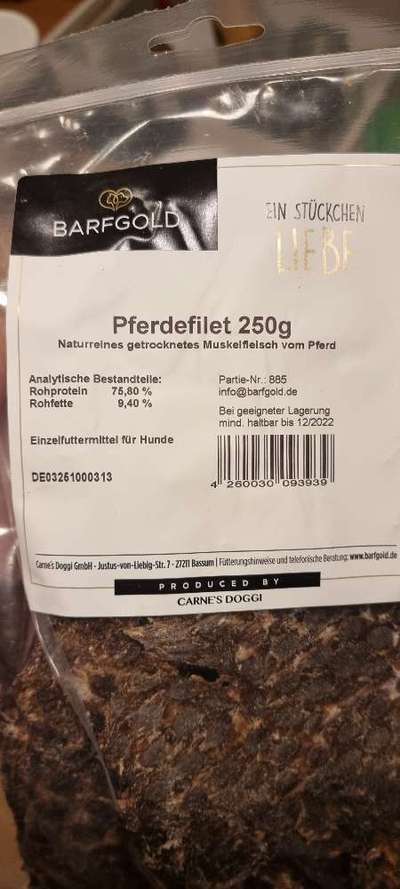 BARFGOLD
EIN STÜCKCHEN
LIEBE
Pferdefilet 250g
Naturreines getrocknetes Muskelfleisch vom Pferd
Analytische Bestandteile:
Rohprotein 75,80 %
Rohfette 9,40 %
Einzelfuttermittel für Hunde
DE03251000313
Partie-Nr.: 885
info@barfgold.de
Bei geeigneter Lagerung
mind. haltbar bis 12/2022
4 260030 093939
Carne's Doggi GmbH - Justus-von-Liebig-Str. 7 - 27211 Bassum | Fütterungshinweise und telefonische Beratung: www.barfgold.de
PRODUCED BY
CARNE'S DOGGI